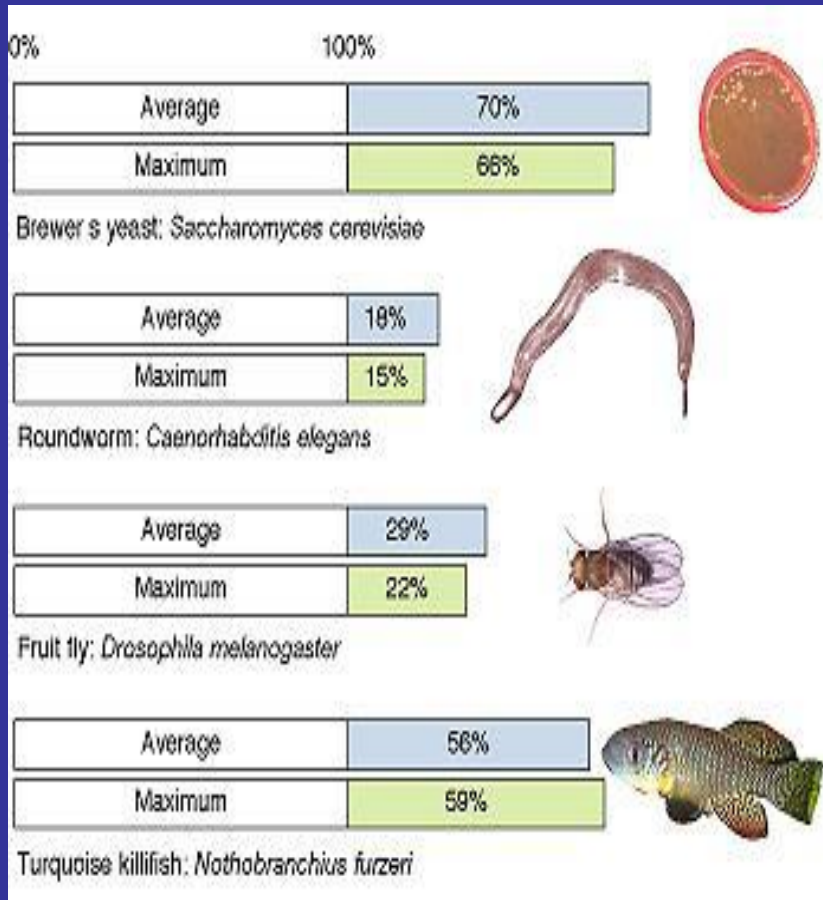 0% 100%
Average 70%
Maximum 66%
Brewer s yeast: Saccharomyces cerevisiae
Average 18%
Maximum 15%
Roundworm: Caenorhabditis elegans
Average 29%
Maximum 22%
Fruit fly: Drosophila melanogaster
Average 56%
Maximum 59%
Turquoise killifish: Nothobranchius furzeri